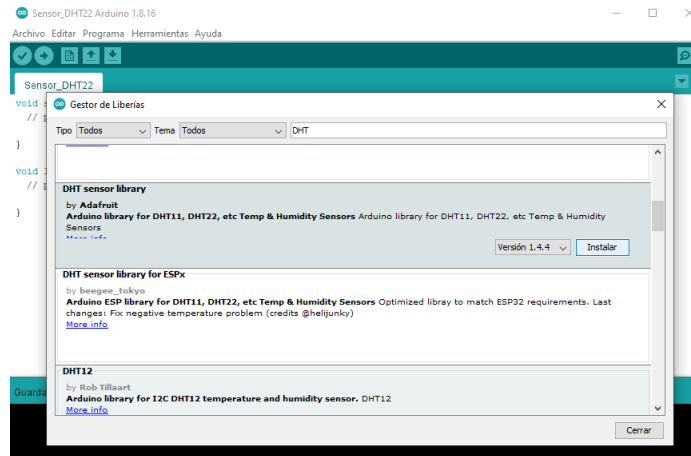 Sensor_DHT22 Arduino 1.8.16
Archivo Editar Programa Herramientas Ayuda
Sensor_DHT22
void
//
}
void
//
}
Gestor de Liberías
Tipo Todos Tema Todos DHT
DHT sensor library
by Adafruit
Arduino library for DHT11, DHT22, etc Temp & Humidity Sensors Arduino library for DHT11, DHT22, etc Temp & Humidity
Sensors
More info
Versión 1.4.4 Instalar
DHT sensor library for ESPx
by beegee_tokyo
Arduino ESP library for DHT11, DHT22, etc Temp & Humidity Sensors Optimized libray to match ESP32 requirements. Last
changes: Fix negative temperature problem (credits @helijunky)
More info
DHT12
by Rob Tillaart
Arduino library for I2C DHT12 temperature and humidity sensor. DHT12
More info
Guarda
Cerrar